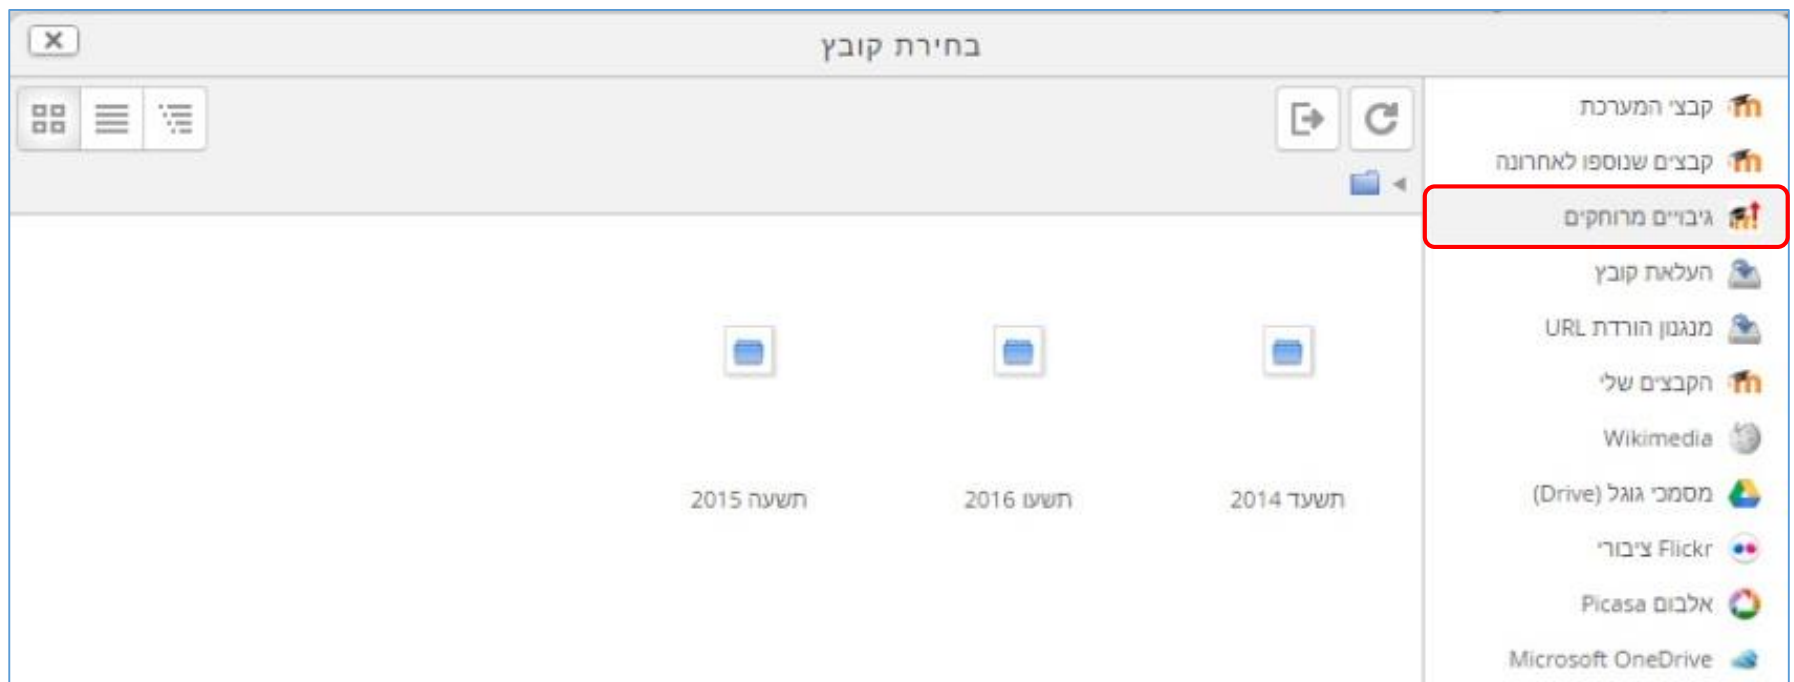 בחירת קובץ
קבצי המערכת
קבצים שנוספו לאחרונה
גיבויים מרוחקים
העלאת קובץ
מנגנון הורדת URL
הקבצים שלי
Wikimedia
מסמכי גוגל (Drive)
Flickr ציבורי
אלבום Picasa
Microsoft OneDrive
תשעד 2014
תשעו 2016
תשעה 2015